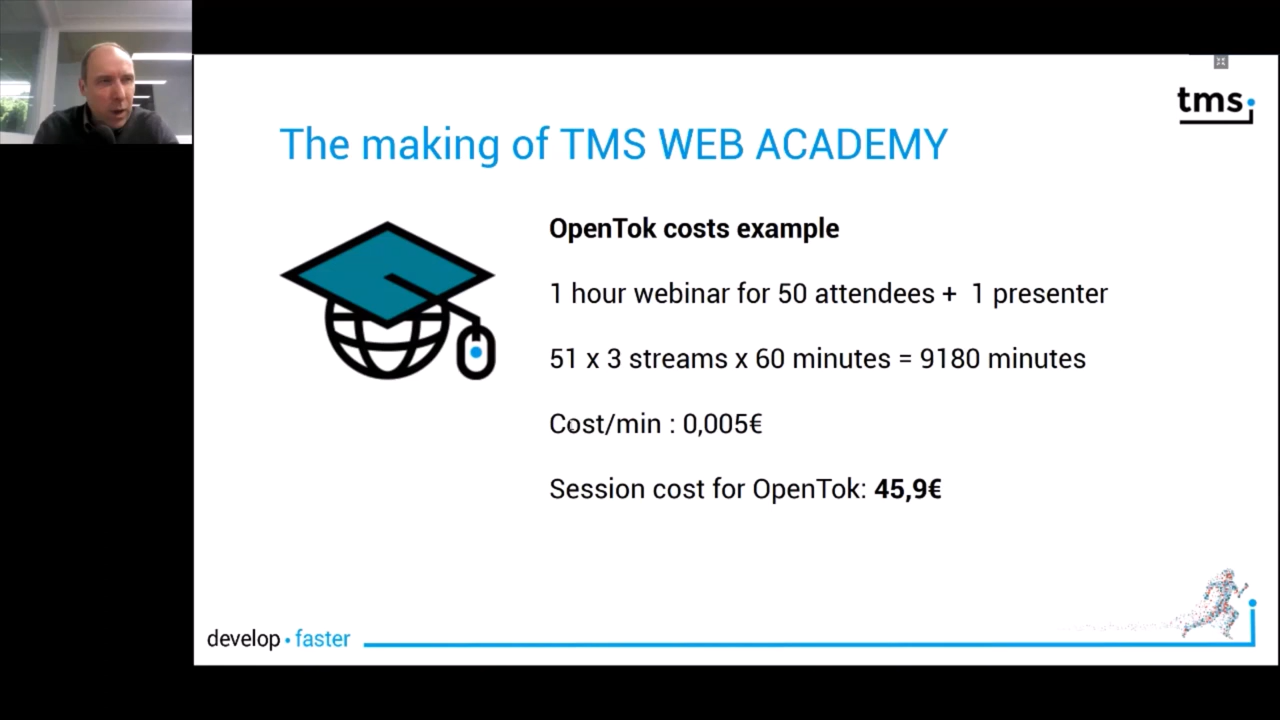 tms
The making of TMS WEB ACADEMY
OpenTok costs example
1 hour webinar for 50 attendees + 1 presenter
51 x 3 streams x 60 minutes = 9180 minutes
Cost/min : 0,005€
Session cost for OpenTok: 45,9€
develop • faster